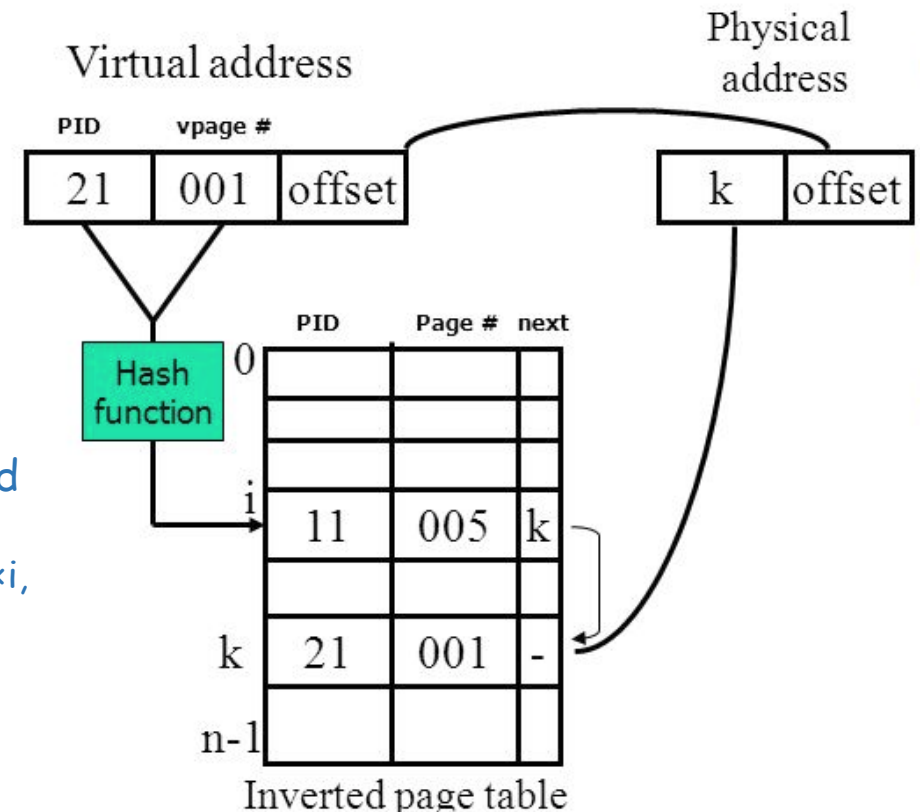 Virtual address
Physical
address
PID vpage #
21 001 offset
k offset
PID Page # next
Hash
function
0
i 11 005 k
k 21 001 -
n-1
Inverted page table